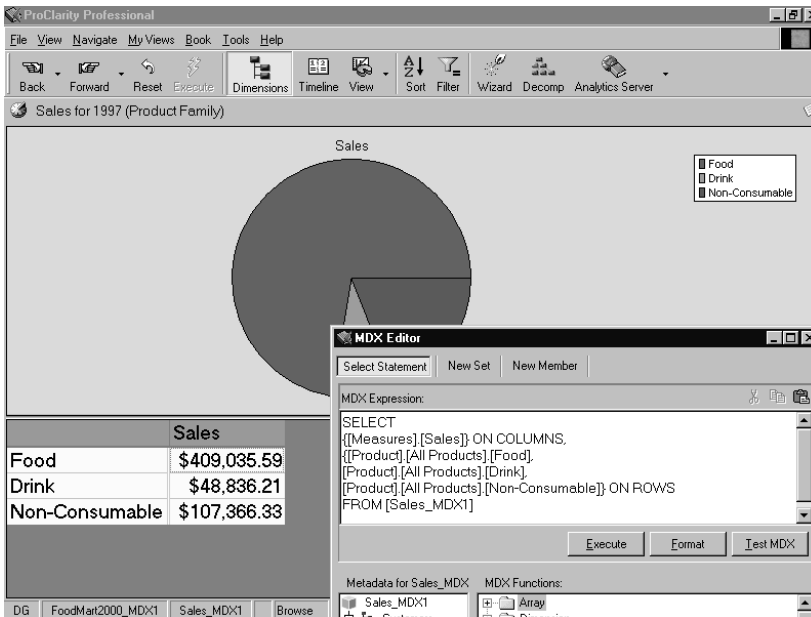 ProClarity Professional
File View Navigate My Views Book Tools Help
Back Forward Reset Execute Dimensions Timeline View Sort Filter Wizard Decomp Analytics Server
Sales for 1997 (Product Family)
Sales
Food
Drink
Non-Consumable
MDX Editor
Select Statement New Set New Member
MDX Expression:
SELECT
{[Measures].[Sales]} ON COLUMNS,
{[Product].[All Products].[Food],
[Product].[All Products].[Drink],
[Product].[All Products].[Non-Consumable]} ON ROWS
FROM [Sales_MDX1]
Execute Format Test MDX
Metadata for Sales_MDX MDX Functions:
Sales_MDX1 Array
Sales
Food $409,035.59
Drink $48,836.21
Non-Consumable $107,366.33
DG FoodMart2000_MDX1 Sales_MDX1 Browse